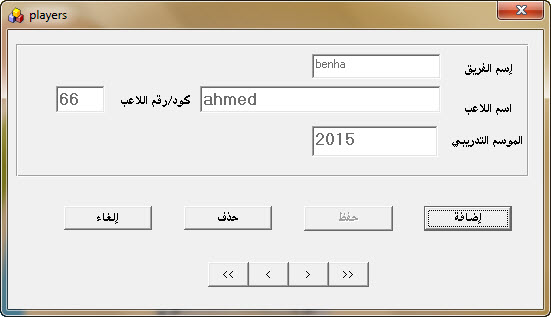 players
إسم الفريق benha
اسم اللاعب ahmed كود/رقم اللاعب 66
الموسم التدريبي 2015
إضافة حفظ حذف إلغاء
<< < > >>